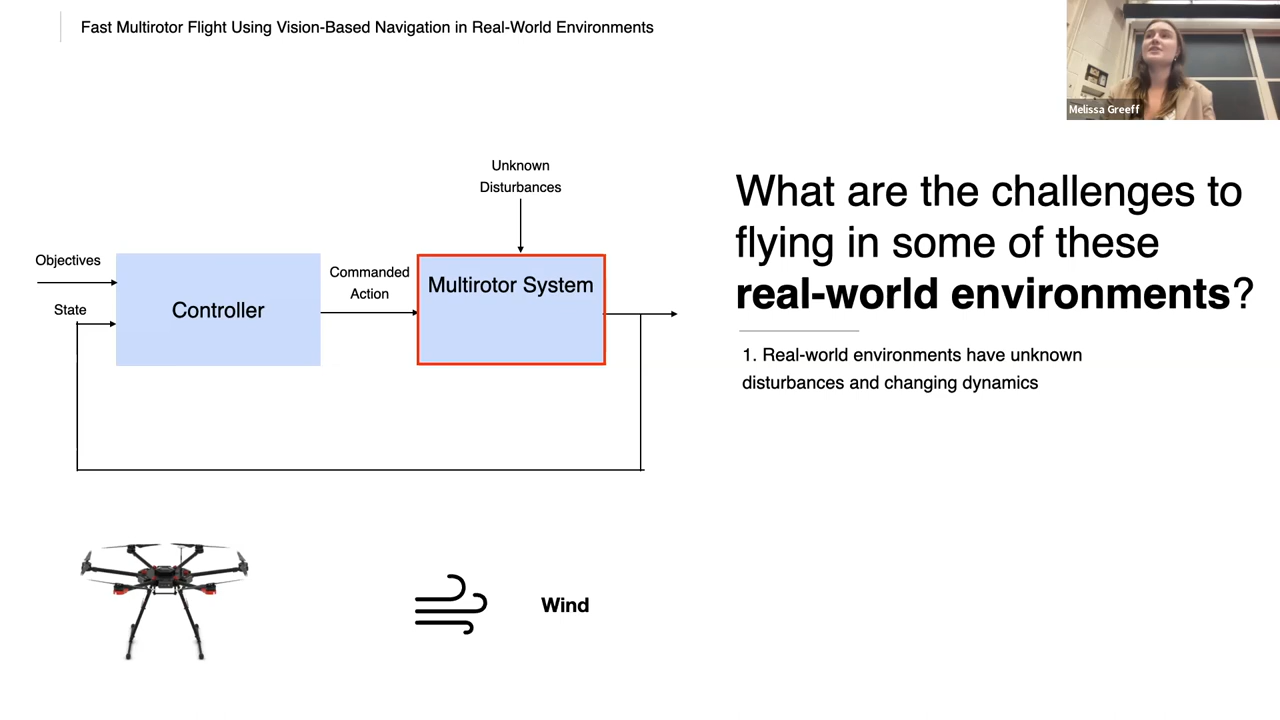 Fast Multirotor Flight Using Vision-Based Navigation in Real-World Environments
Melissa Greeff
Unknown
Disturbances
Objectives
State
Controller
Commanded
Action
Multirotor System
What are the challenges to
flying in some of these
real-world environments?
1. Real-world environments have unknown
disturbances and changing dynamics
Wind